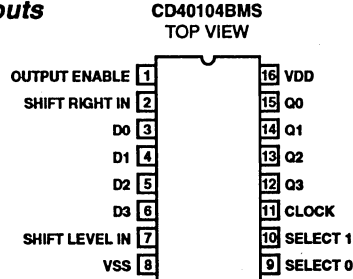 outs
CD40104BMS
TOP VIEW
OUTPUT ENABLE 1
16 VDD
SHIFT RIGHT IN 2
15 Q0
D0 3
14 Q1
D1 4
13 Q2
D2 5
12 Q3
D3 6
11 CLOCK
SHIFT LEVEL IN 7
10 SELECT 1
VSS 8
9 SELECT 0